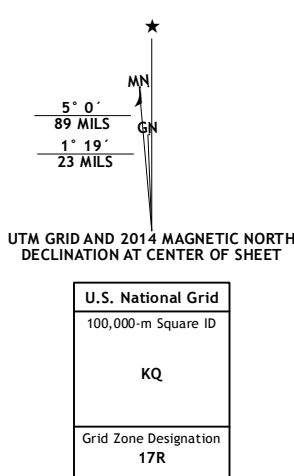 ★
MN
5° 0´
89 MILS
GN
1° 19´
23 MILS
UTM GRID AND 2014 MAGNETIC NORTH
DECLINATION AT CENTER OF SHEET
U.S. National Grid
100,000-m Square ID
KQ
Grid Zone Designation
17R